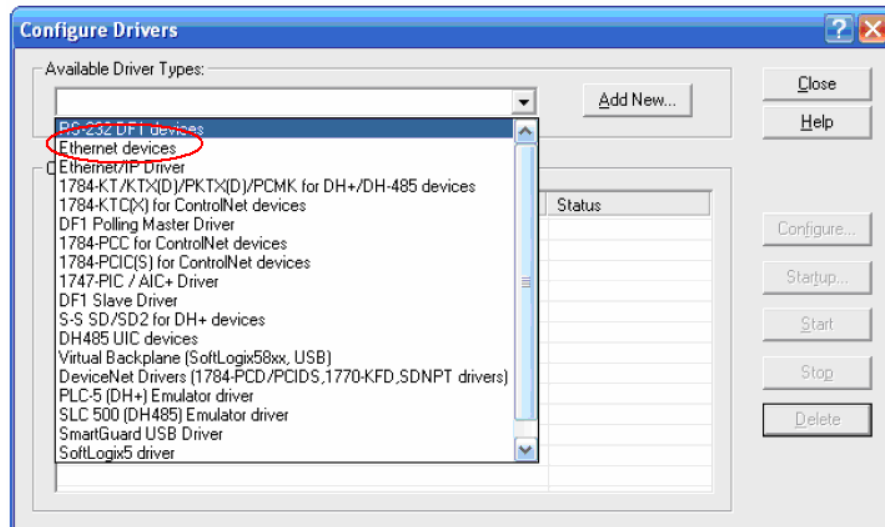 Configure Drivers
Available Driver Types:
Add New...
Close
Help
RS-232 DF1 devices
Ethernet devices
Ethernet/IP Driver
1784-KT/KTX(D)/PKTX(D)/PCMK for DH+/DH-485 devices
1784-KTC(X) for ControlNet devices
DF1 Polling Master Driver
1784-PCC for ControlNet devices
1784-PCIC(S) for ControlNet devices
1747-PIC / AIC+ Driver
DF1 Slave Driver
S-S SD/SD2 for DH+ devices
DH485 UIC devices
Virtual Backplane (SoftLogix58xx, USB)
DeviceNet Drivers (1784-PCD/PCIDS,1770-KFD,SDNPT drivers)
PLC-5 (DH+) Emulator driver
SLC 500 (DH485) Emulator driver
SmartGuard USB Driver
SoftLogix5 driver
Status
Configure...
Startup...
Start
Stop
Delete